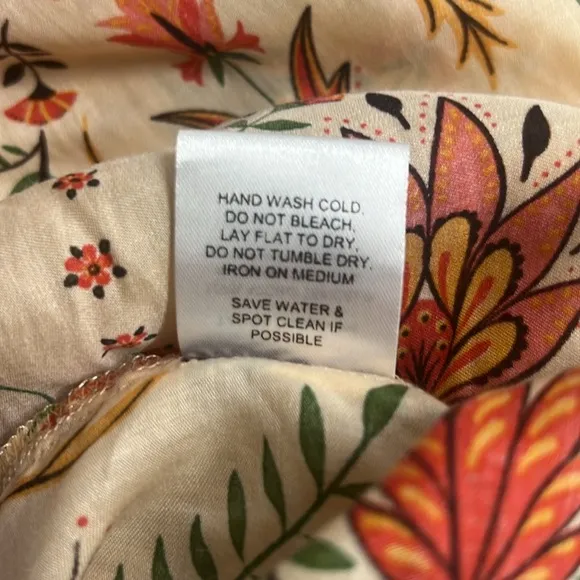 HAND WASH COLD.
DO NOT BLEACH.
LAY FLAT TO DRY.
DO NOT TUMBLE DRY.
IRON ON MEDIUM
SAVE WATER &
SPOT CLEAN IF
POSSIBLE